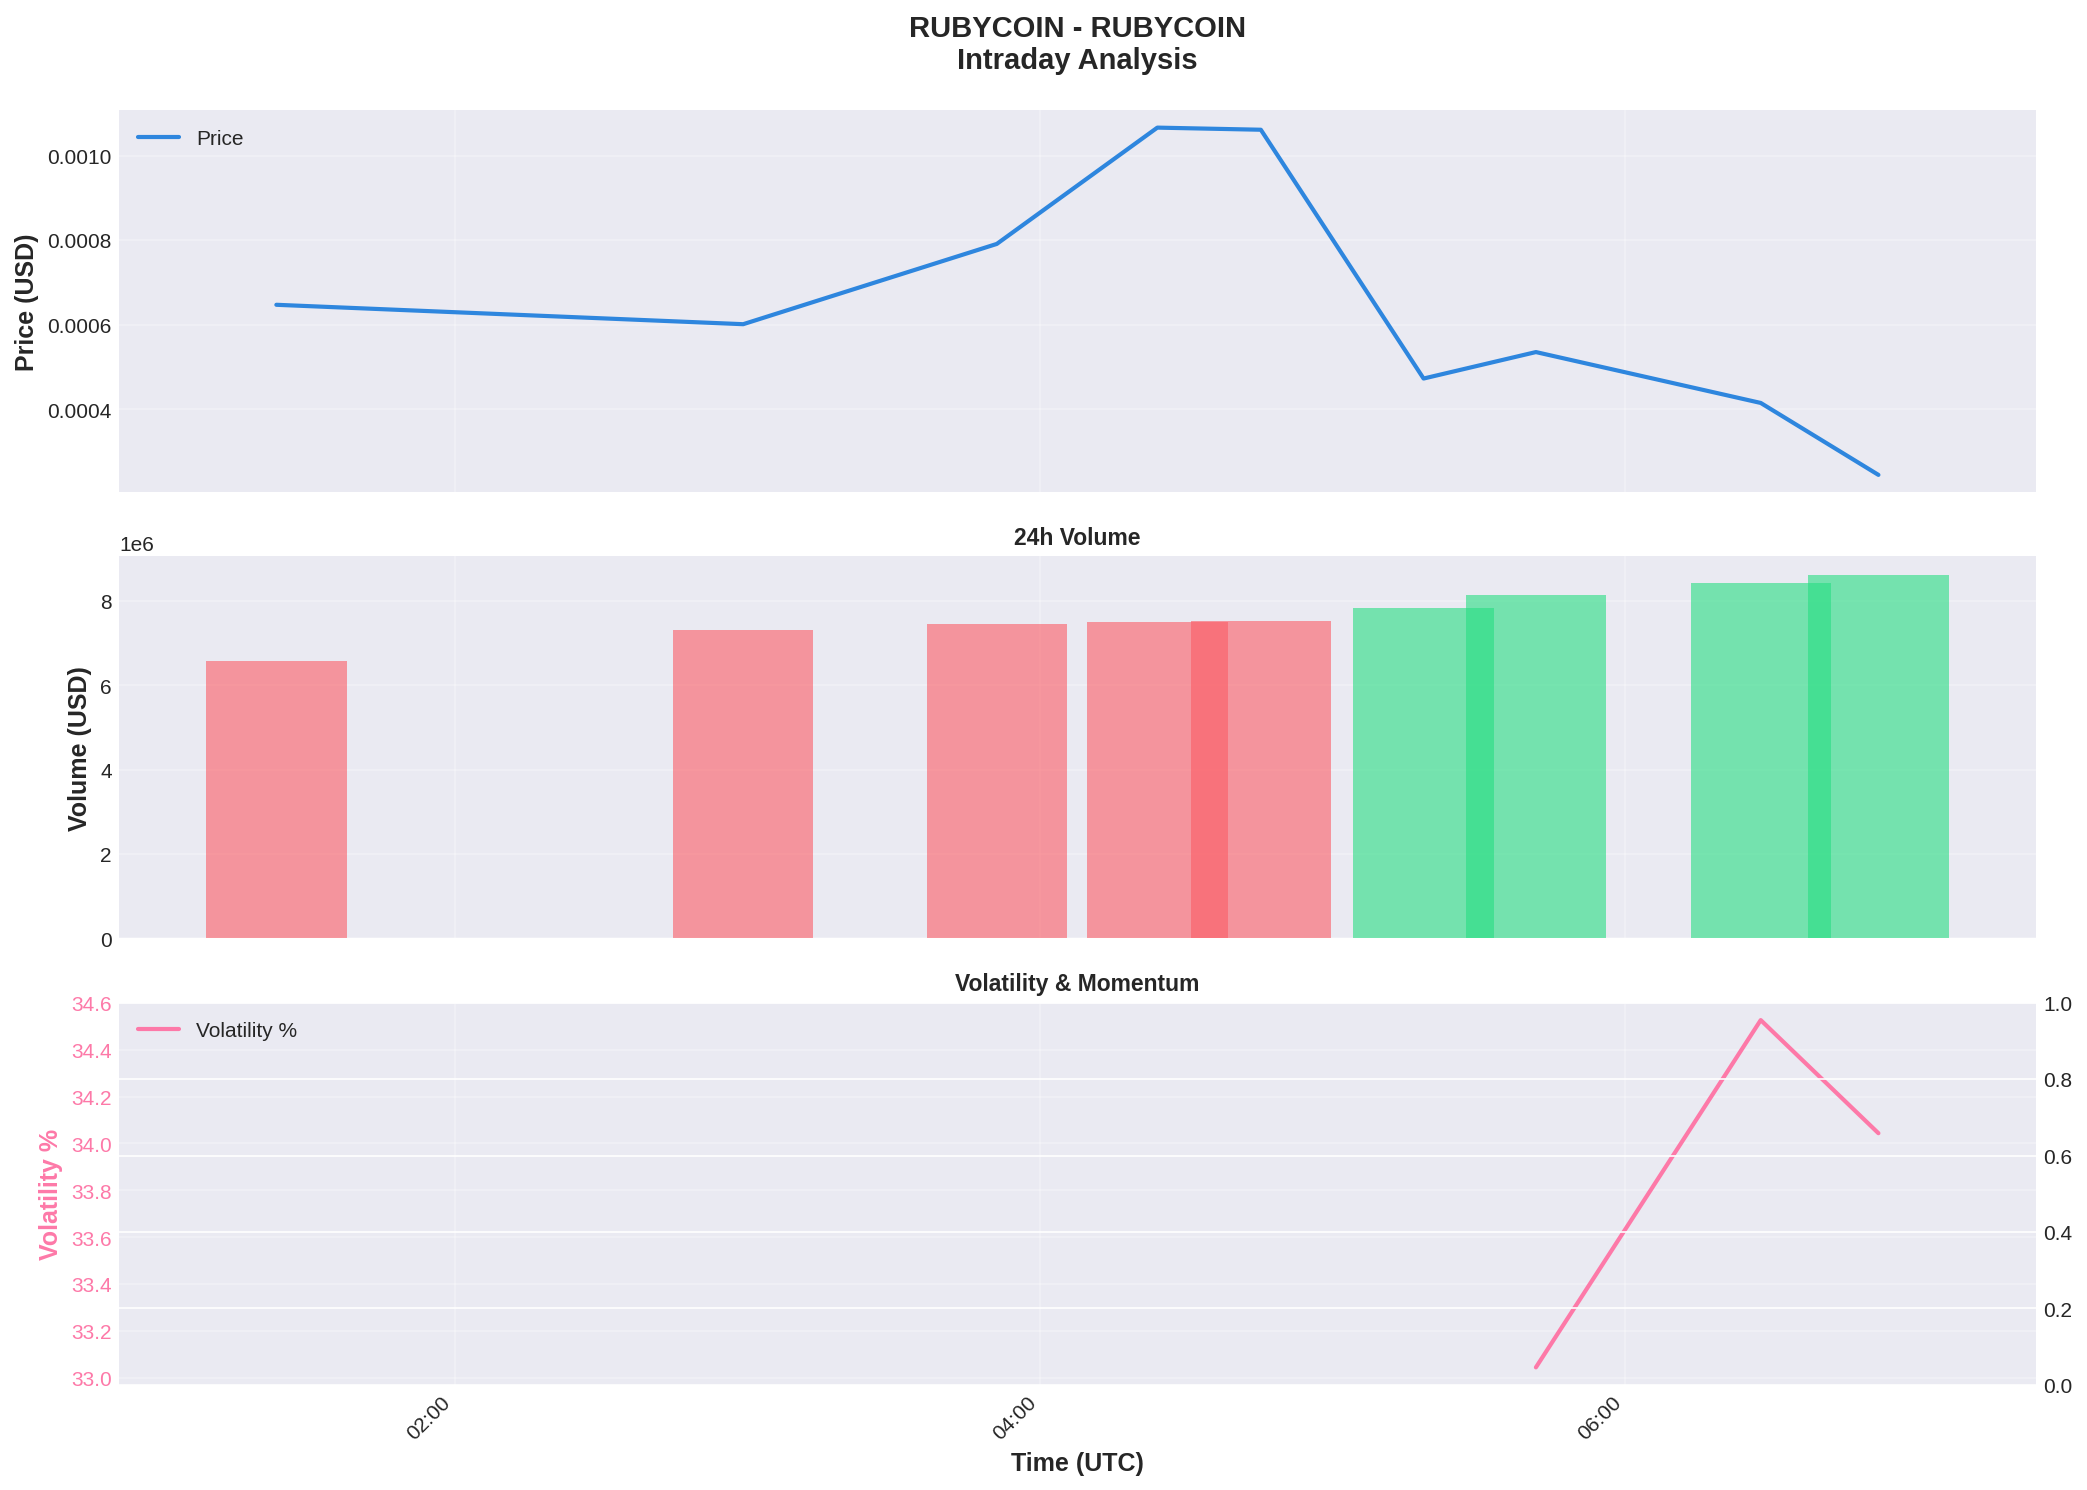 RUBYCOIN - RUBYCOIN
Intraday Analysis
Price
0.0010
0.0008
0.0006
0.0004
Price (USD)
24h Volume
1e6
8
6
4
2
0
Volume (USD)
Volatility & Momentum
Volatility %
34.6
34.4
34.2
34.0
33.8
33.6
33.4
33.2
33.0
Volatility %
1.0
0.8
0.6
0.4
0.2
0.0
02:00
04:00
06:00
Time (UTC)